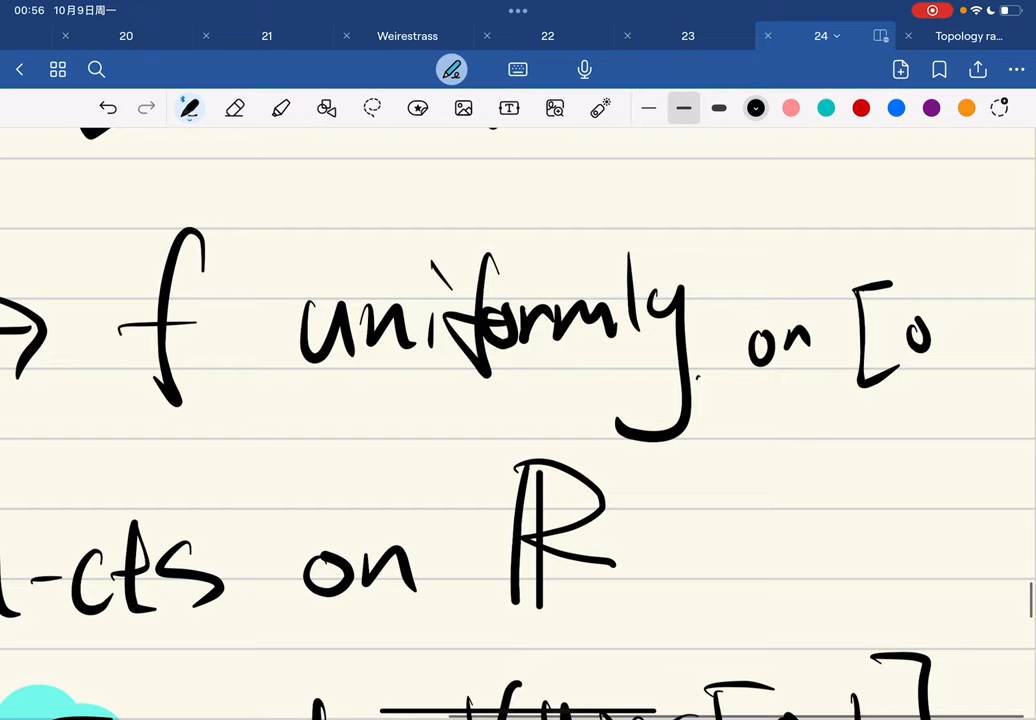 00:56 10月9日周一
20 21 Weirestrass 22 23 24 Topology ra...
→ f uniformly on [0
-cts on ℝ